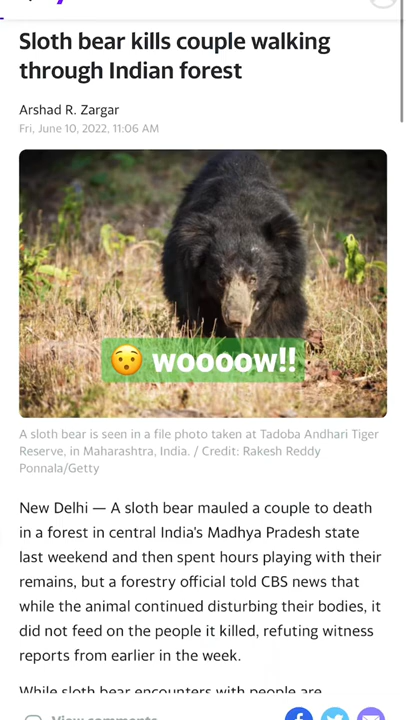 Sloth bear kills couple walking
through Indian forest
Arshad R. Zargar
Fri, June 10, 2022, 11:06 AM
😯 woooow!!
A sloth bear is seen in a file photo taken at Tadoba Andhari Tiger
Reserve, in Maharashtra, India. / Credit: Rakesh Reddy
Ponnala/Getty
New Delhi — A sloth bear mauled a couple to death
in a forest in central India's Madhya Pradesh state
last weekend and then spent hours playing with their
remains, but a forestry official told CBS news that
while the animal continued disturbing their bodies, it
did not feed on the people it killed, refuting witness
reports from earlier in the week.
While sloth bear encounters with people are
View comments